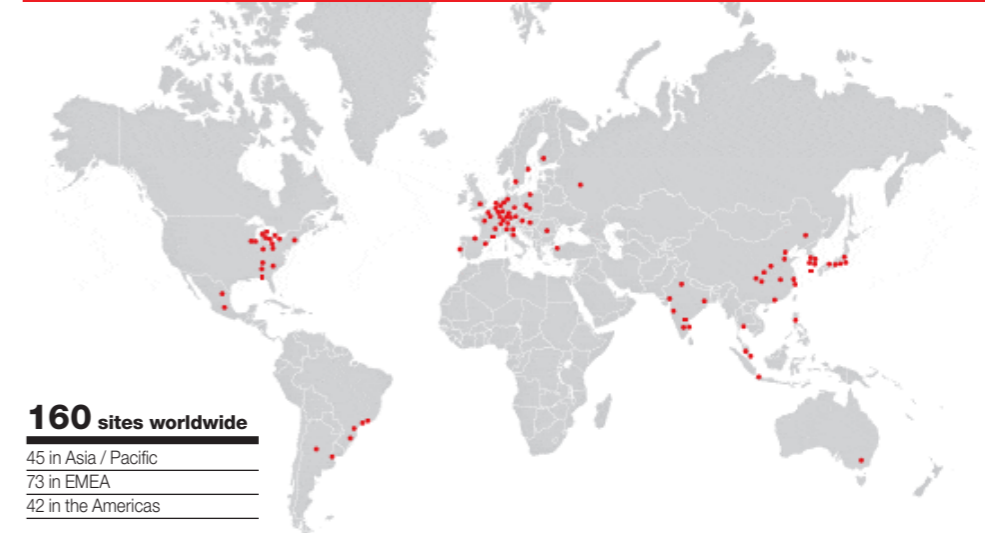 160 sites worldwide
45 in Asia / Pacific
73 in EMEA
42 in the Americas